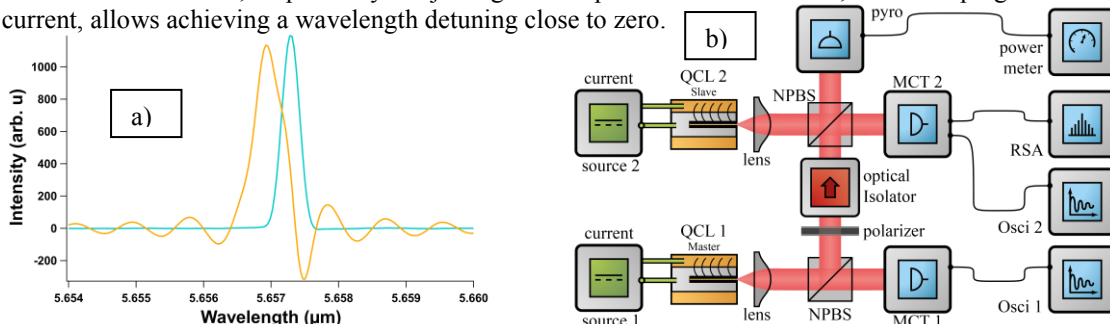 current, allows achieving a wavelength detuning close to zero.
a)
Intensity (arb. u)
1000
800
600
400
200
0
-200
5.654
5.655
5.656
5.657
5.658
5.659
5.660
Wavelength (µm)
b)
pyro
power
meter
current
QCL 2
Slave
NPBS
MCT 2
source 2
lens
RSA
optical
Isolator
Osci 2
polarizer
current
QCL 1
Master
source 1
lens
NPBS
MCT 1
Osci 1